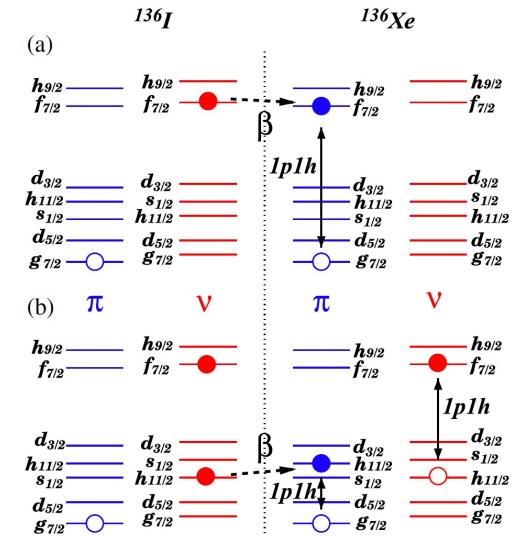 136I 136Xe
(a)
h9/2 h9/2 h9/2 h9/2
f7/2 f7/2 f7/2 f7/2
β
1p1h
d3/2 d3/2 d3/2 d3/2
h11/2 s1/2 h11/2 s1/2
s1/2 h11/2 s1/2 h11/2
d5/2 d5/2 d5/2 d5/2
g7/2 g7/2 g7/2 g7/2
(b) π ν π ν
h9/2 h9/2 h9/2 h9/2
f7/2 f7/2 f7/2 f7/2
1p1h
β
d3/2 d3/2 d3/2 d3/2
h11/2 s1/2 h11/2 s1/2
s1/2 h11/2 s1/2 h11/2
1p1h
d5/2 d5/2 d5/2 d5/2
g7/2 g7/2 g7/2 g7/2